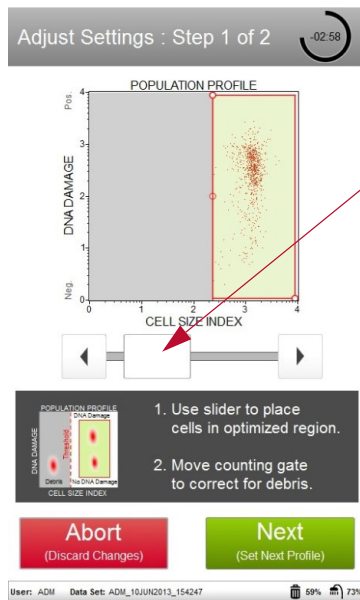 Adjust Settings : Step 1 of 2
-02:58
POPULATION PROFILE
Pos.
4
3
2
1
0
Neg.
DNA DAMAGE
0 1 2 3 4
CELL SIZE INDEX
POPULATION PROFILE
DNA Damage
DNA DAMAGE
Threshold
Debris
No DNA Damage
CELL SIZE INDEX
1. Use slider to place
cells in optimized region.
2. Move counting gate
to correct for debris.
Abort
(Discard Changes)
Next
(Set Next Profile)
User: ADM Data Set: ADM_10JUN2013_154247 59% 73%